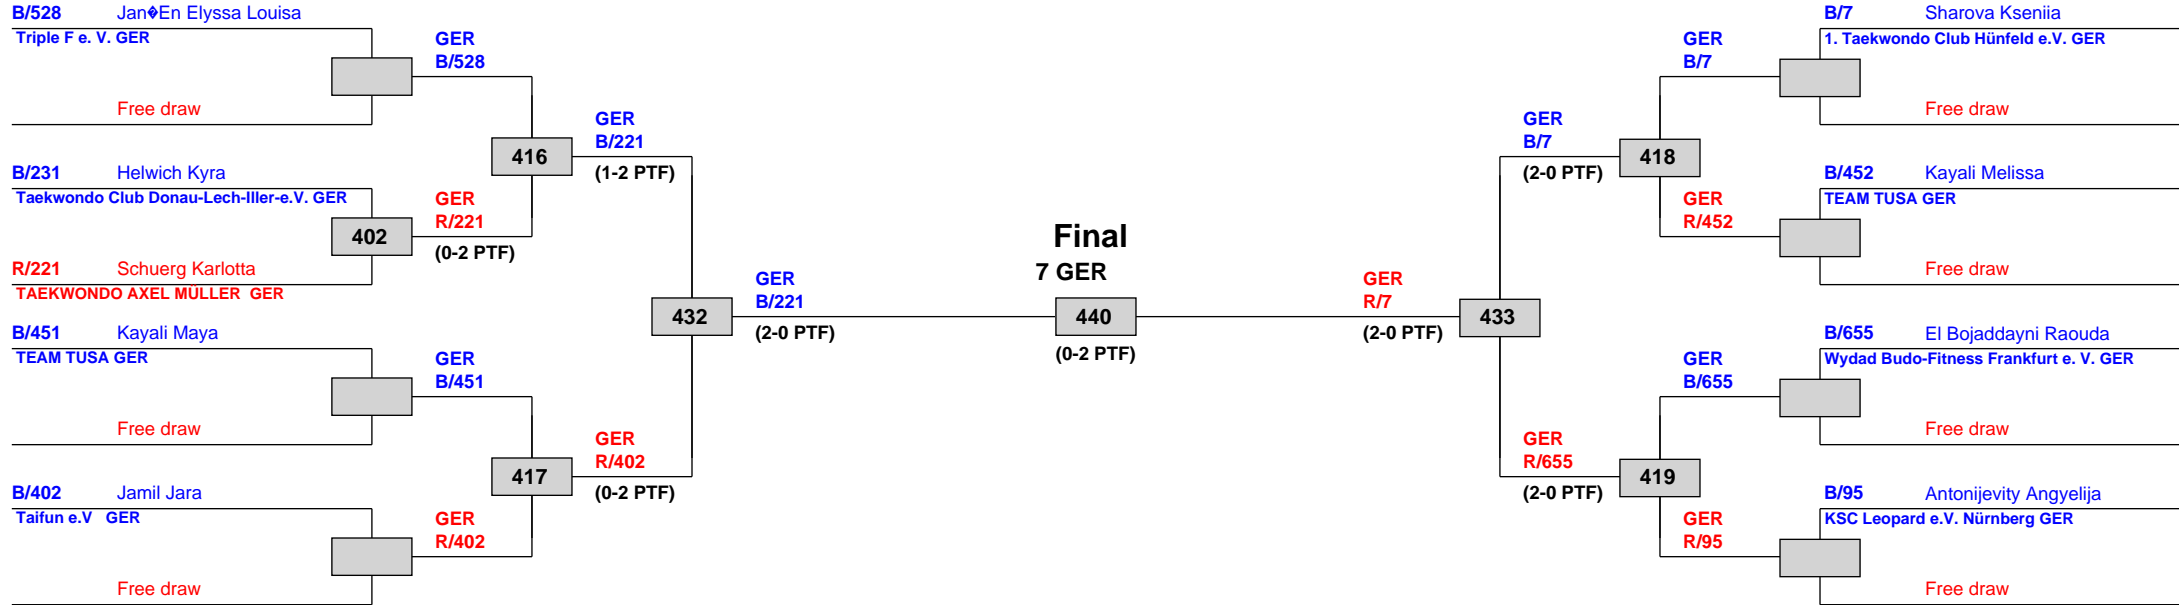 B/528 Jan�En Elyssa Louisa
Triple F e. V. GER
Free draw
B/231 Helwich Kyra
Taekwondo Club Donau-Lech-Iller-e.V. GER
R/221 Schuerg Karlotta
TAEKWONDO AXEL MÜLLER GER
B/451 Kayali Maya
TEAM TUSA GER
Free draw
B/402 Jamil Jara
Taifun e.V GER
Free draw
GER
B/528
402
GER
R/221
(0-2 PTF)
GER
B/451
GER
R/402
416
GER
B/221
(1-2 PTF)
417
GER
R/402
(0-2 PTF)
432
GER
B/221
(2-0 PTF)
Final
7 GER
440
(0-2 PTF)
GER
R/7
(2-0 PTF)
433
GER
B/7
(2-0 PTF)
418
GER
R/655
(2-0 PTF)
419
GER
B/7
GER
R/452
GER
B/655
GER
R/95
B/7 Sharova Kseniia
1. Taekwondo Club Hünfeld e.V. GER
Free draw
B/452 Kayali Melissa
TEAM TUSA GER
Free draw
B/655 El Bojaddayni Raouda
Wydad Budo-Fitness Frankfurt e. V. GER
Free draw
B/95 Antonijevity Angyelija
KSC Leopard e.V. Nürnberg GER
Free draw